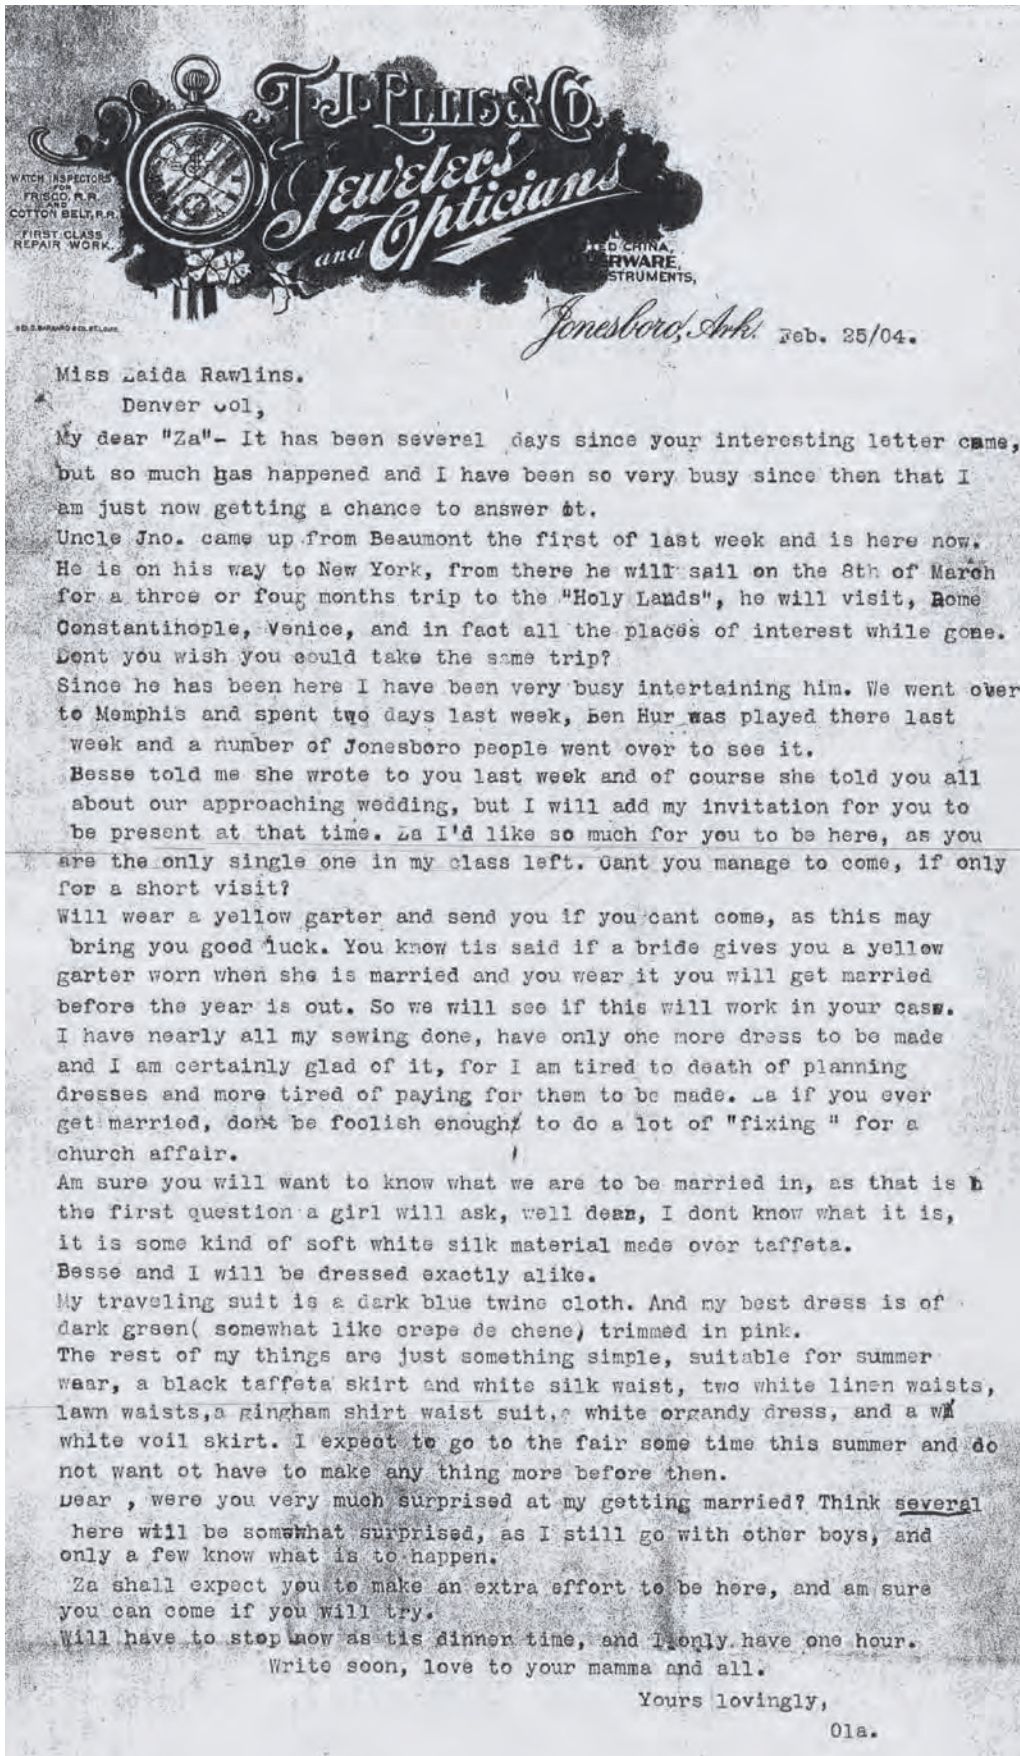 T.J. Ellis & Co.
Jewelers
and Opticians
WATCH INSPECTORS
FOR
FRISCO, R.R.
AND
COTTON BELT, R.R.
FIRST CLASS
REPAIR WORK.
CHINA,
INSTRUMENTS,
Jonesboro, Ark. Feb. 25/04.
Miss Zaida Rawlins.
Denver Col,
My dear "Za"- It has been several days since your interesting letter came,
but so much has happened and I have been so very busy since then that I
am just now getting a chance to answer it.
Uncle Jno. came up from Beaumont the first of last week and is here now.
He is on his way to New York, from there he will sail on the 8th of March
for a three or four months trip to the "Holy Lands", he will visit, Rome
Constantinople, Venice, and in fact all the places of interest while gone.
Dont you wish you could take the same trip?
Since he has been here I have been very busy intertaining him. We went over
to Memphis and spent two days last week, Ben Hur was played there last
week and a number of Jonesboro people went over to see it.
Besse told me she wrote to you last week and of course she told you all
about our approaching wedding, but I will add my invitation for you to
be present at that time. Za I'd like so much for you to be here, as you
are the only single one in my class left. Cant you manage to come, if only
for a short visit?
Will wear a yellow garter and send you if you cant come, as this may
bring you good luck. You know tis said if a bride gives you a yellow
garter worn when she is married and you wear it you will get married
before the year is out. So we will see if this will work in your case.
I have nearly all my sewing done, have only one more dress to be made
and I am certainly glad of it, for I am tired to death of planning
dresses and more tired of paying for them to be made. Za if you ever
get married, dont be foolish enough to do a lot of "fixing " for a
church affair.
Am sure you will want to know what we are to be married in, as that is
the first question a girl will ask, well dear, I dont know what it is,
it is some kind of soft white silk material made over taffeta.
Besse and I will be dressed exactly alike.
My traveling suit is a dark blue twine cloth. And my best dress is of
dark green( somewhat like crepe de chene) trimmed in pink.
The rest of my things are just something simple, suitable for summer
wear, a black taffeta skirt and white silk waist, two white linen waists,
lawn waists,a gingham shirt waist suit,a white organdy dress, and a
white voil skirt. I expect to go to the fair some time this summer and do
not want ot have to make any thing more before then.
Dear , were you very much surprised at my getting married? Think several
here will be somewhat surprised, as I still go with other boys, and
only a few know what is to happen.
Za shall expect you to make an extra effort to be here, and am sure
you can come if you will try.
Will have to stop now as tis dinner time, and I only have one hour.
Write soon, love to your mamma and all.
Yours lovingly,
Ola.